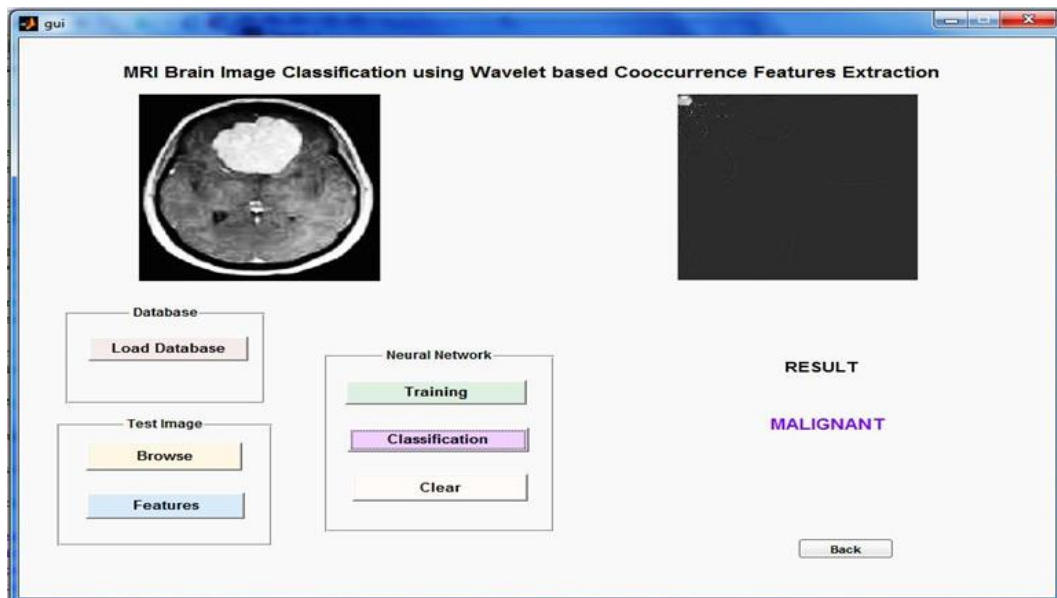 gui
MRI Brain Image Classification using Wavelet based Cooccurrence Features Extraction
Database
Load Database
Test Image
Browse
Features
Neural Network
Training
Classification
Clear
RESULT
MALIGNANT
Back